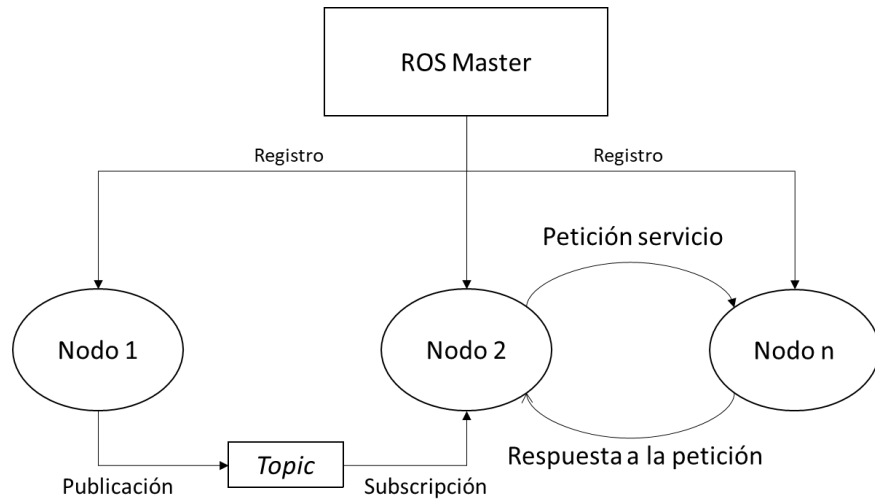 ROS Master
Registro
Registro
Petición servicio
Nodo 1
Nodo 2
Nodo n
Topic
Respuesta a la petición
Publicación
Subscripción